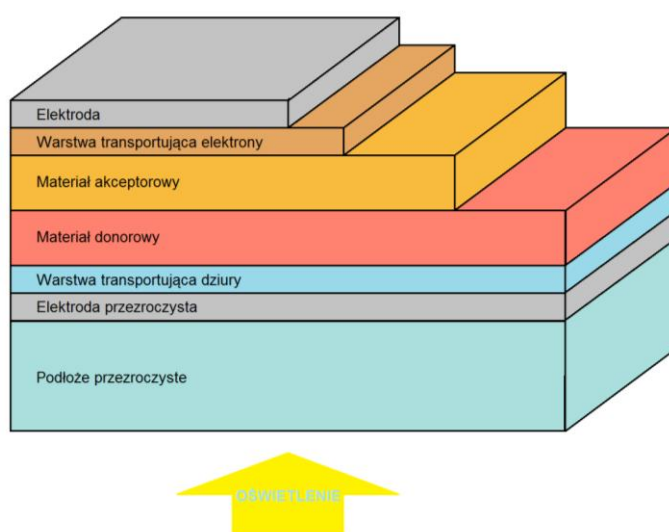 Elektroda
Warstwa transportująca elektrony
Materiał akceptorowy
Materiał donorowy
Warstwa transportująca dziury
Elektroda przezroczysta
Podłoże przezroczyste
OŚWIETLENIE